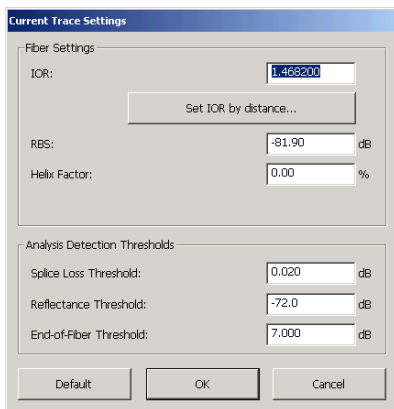 Current Trace Settings
Fiber Settings
IOR: 1.468200
Set IOR by distance...
RBS: -81.90 dB
Helix Factor: 0.00 %
Analysis Detection Thresholds
Splice Loss Threshold: 0.020 dB
Reflectance Threshold: -72.0 dB
End-of-Fiber Threshold: 7.000 dB
Default OK Cancel